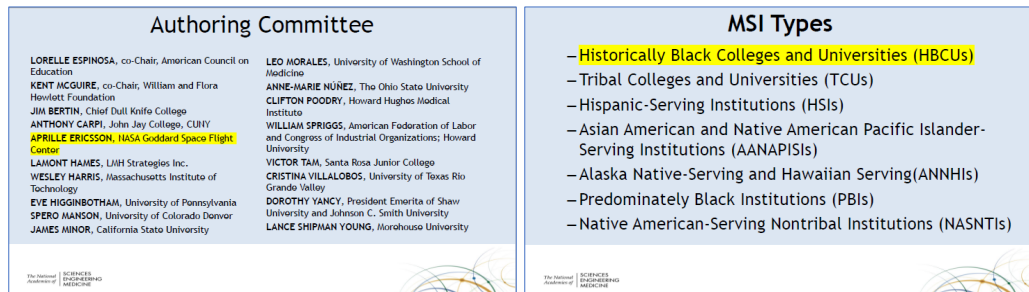 Authoring Committee
LORELLE ESPINOSA, co-Chair, American Council on
Education
KENT MCGUIRE, co-Chair, William and Flora
Hewlett Foundation
JIM BERTIN, Chief Dull Knife College
ANTHONY CARPI, John Jay College, CUNY
APRILLE ERICSSON, NASA Goddard Space Flight
Center
LAMONT HAMES, LMH Strategies Inc.
WESLEY HARRIS, Massachusetts Institute of
Technology
EVE HIGGINBOTHAM, University of Pennsylvania
SPERO MANSON, University of Colorado Denver
JAMES MINOR, California State University
LEO MORALES, University of Washington School of
Medicine
ANNE-MARIE NÚÑEZ, The Ohio State University
CLIFTON POODRY, Howard Hughes Medical
Institute
WILLIAM SPRIGGS, American Federation of Labor
and Congress of Industrial Organizations; Howard
University
VICTOR TAM, Santa Rosa Junior College
CRISTINA VILLALOBOS, University of Texas Rio
Grande Valley
DOROTHY YANCY, President Emerita of Shaw
University and Johnson C. Smith University
LANCE SHIPMAN YOUNG, Morehouse University
The National
Academies of
SCIENCES
ENGINEERING
MEDICINE
MSI Types
–Historically Black Colleges and Universities (HBCUs)
–Tribal Colleges and Universities (TCUs)
–Hispanic-Serving Institutions (HSIs)
–Asian American and Native American Pacific Islander-
Serving Institutions (AANAPISIs)
–Alaska Native-Serving and Hawaiian Serving(ANNHIs)
–Predominately Black Institutions (PBIs)
–Native American-Serving Nontribal Institutions (NASNTIs)
The National
Academies of
SCIENCES
ENGINEERING
MEDICINE